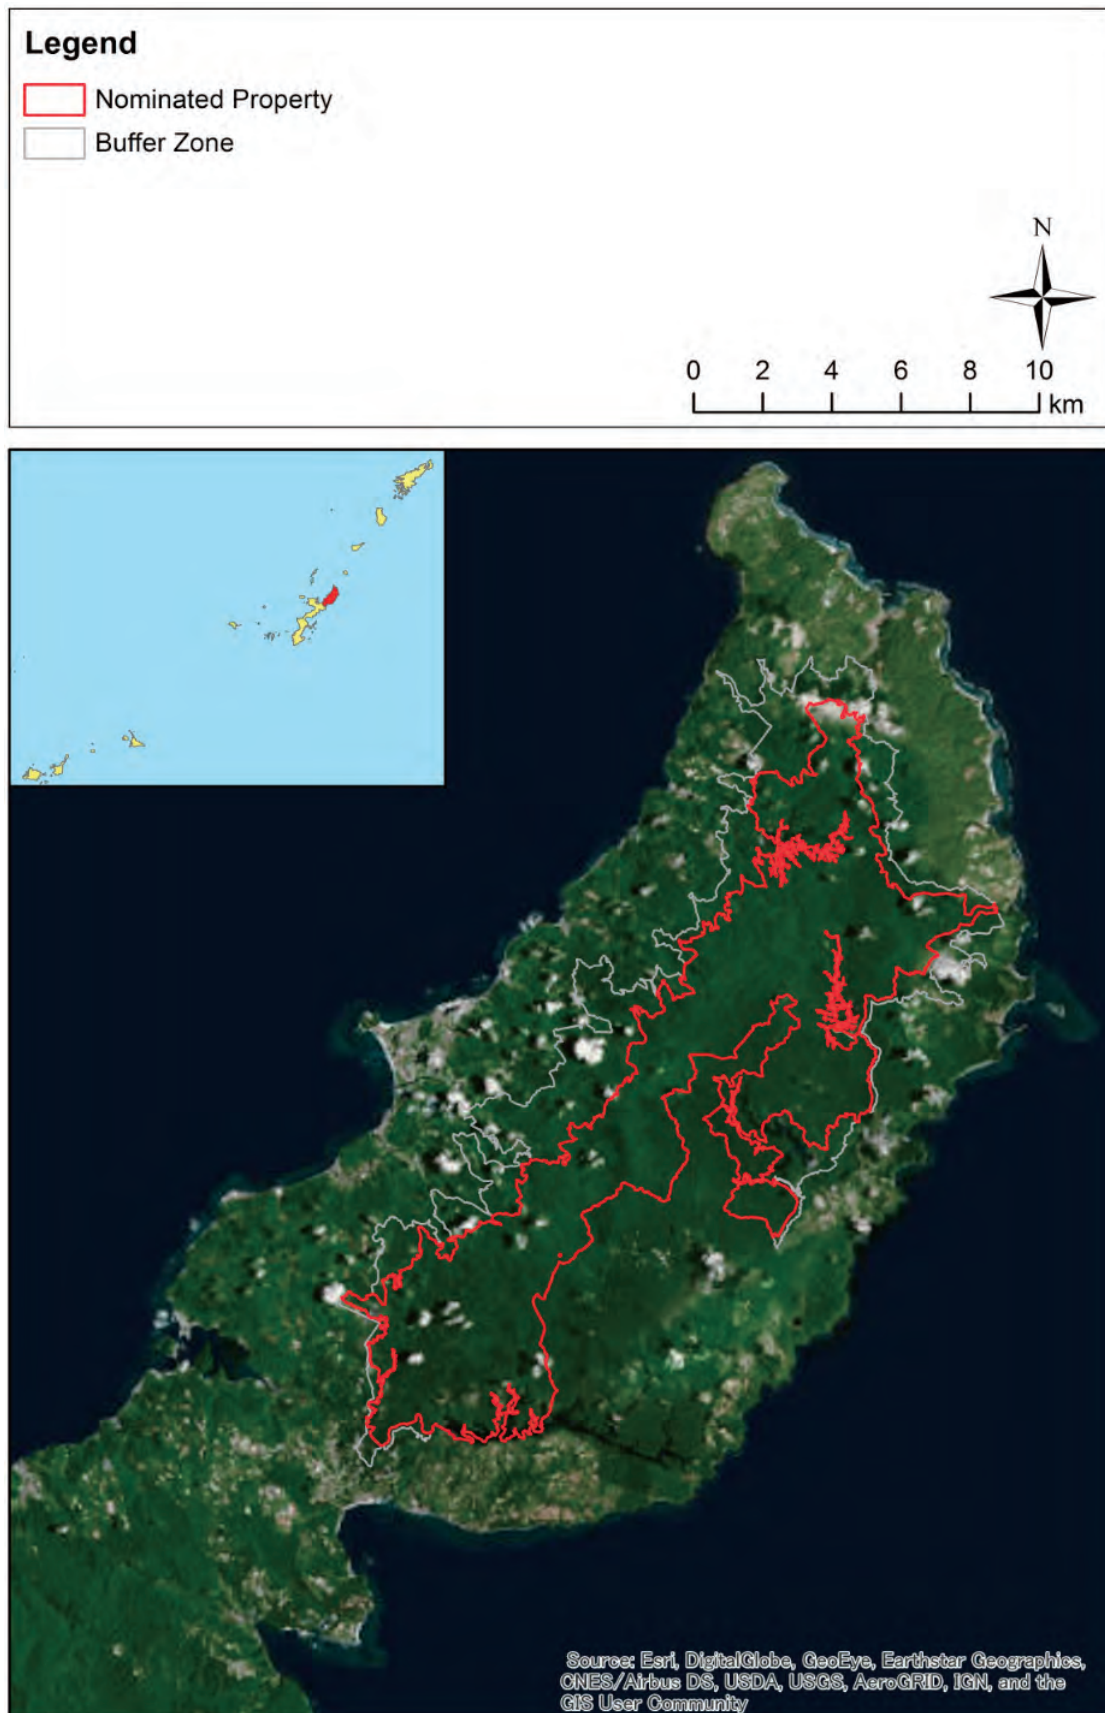 Legend
Nominated Property
Buffer Zone
N
0 2 4 6 8 10
km
Source: Esri, DigitalGlobe, GeoEye, Earthstar Geographics,
CNES/Airbus DS, USDA, USGS, AeroGRID, IGN, and the
GIS User Community